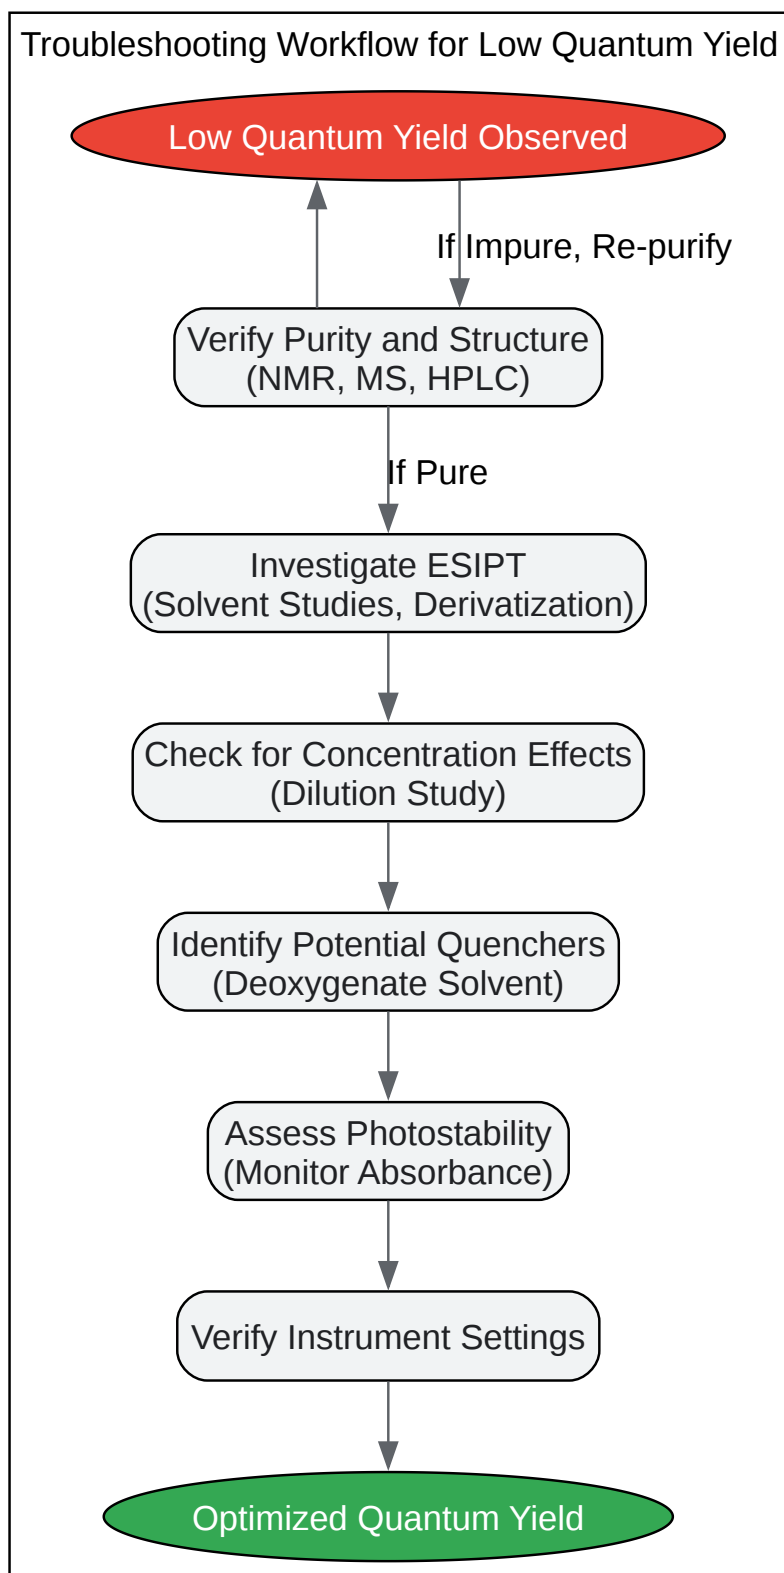 Troubleshooting Workflow for Low Quantum Yield
Low Quantum Yield Observed
If Impure, Re-purify
Verify Purity and Structure
(NMR, MS, HPLC)
If Pure
Investigate ESIPT
(Solvent Studies, Derivatization)
Check for Concentration Effects
(Dilution Study)
Identify Potential Quenchers
(Deoxygenate Solvent)
Assess Photostability
(Monitor Absorbance)
Verify Instrument Settings
Optimized Quantum Yield